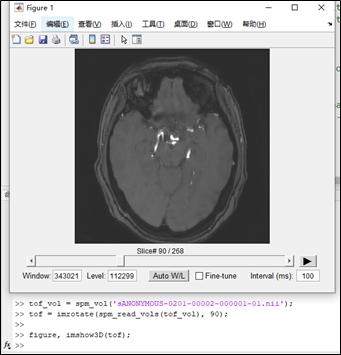 Figure 1
文件(F) 编辑(E) 查看(V) 插入(I) 工具(T) 桌面(D) 窗口(W) 帮助(H)
Slice# 90 / 268
Window: 343021 Level: 112299 Auto W/L Fine-tune Interval (ms): 100
>> tof_vol = spm_vol('sANONYMOUS-0201-00002-000001-01.nii');
>> tof = imrotate(spm_read_vols(tof_vol), 90);
>>
>> figure, imshow3D(tof);
fx >>